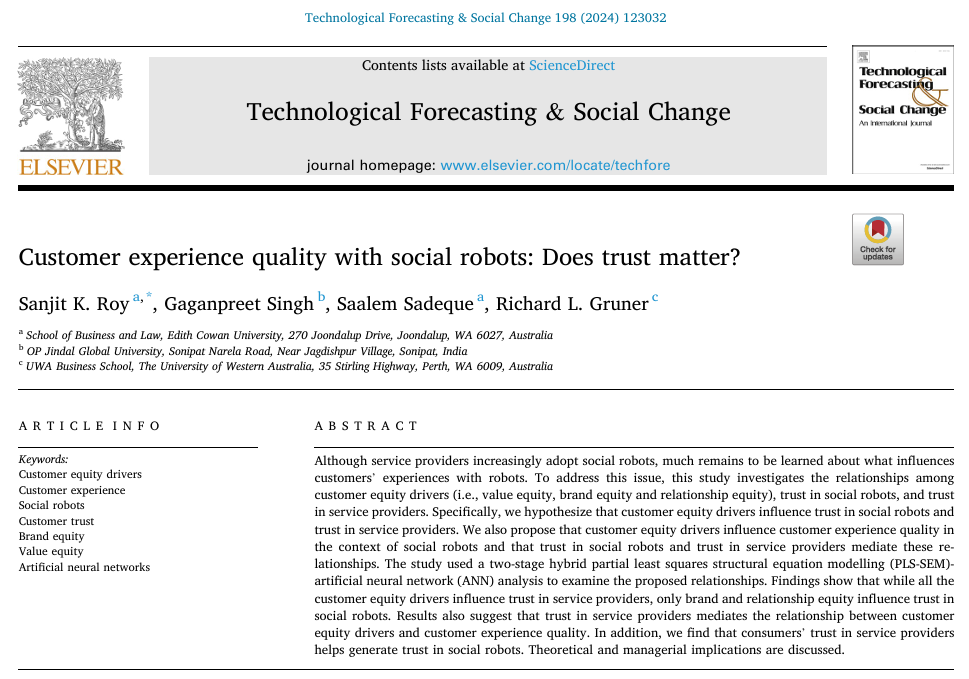 Technological Forecasting & Social Change 198 (2024) 123032
Contents lists available at ScienceDirect
Technological Forecasting & Social Change
journal homepage: www.elsevier.com/locate/techfore
ELSEVIER
Technological
Forecasting
&
Social Change
An International Journal
Check for
updates
Customer experience quality with social robots: Does trust matter?
Sanjit K. Roy a,*, Gaganpreet Singh b, Saalem Sadeque a, Richard L. Gruner c
a School of Business and Law, Edith Cowan University, 270 Joondalup Drive, Joondalup, WA 6027, Australia
b OP Jindal Global University, Sonipat Narela Road, Near Jagdishpur Village, Sonipat, India
c UWA Business School, The University of Western Australia, 35 Stirling Highway, Perth, WA 6009, Australia
ARTICLE INFO
Keywords:
Customer equity drivers
Customer experience
Social robots
Customer trust
Brand equity
Value equity
Artificial neural networks
ABSTRACT
Although service providers increasingly adopt social robots, much remains to be learned about what influences
customers' experiences with robots. To address this issue, this study investigates the relationships among
customer equity drivers (i.e., value equity, brand equity and relationship equity), trust in social robots, and trust
in service providers. Specifically, we hypothesize that customer equity drivers influence trust in social robots and
trust in service providers. We also propose that customer equity drivers influence customer experience quality in
the context of social robots and that trust in social robots and trust in service providers mediate these re-
lationships. The study used a two-stage hybrid partial least squares structural equation modelling (PLS-SEM)-
artificial neural network (ANN) analysis to examine the proposed relationships. Findings show that while all the
customer equity drivers influence trust in service providers, only brand and relationship equity influence trust in
social robots. Results also suggest that trust in service providers mediates the relationship between customer
equity drivers and customer experience quality. In addition, we find that consumers' trust in service providers
helps generate trust in social robots. Theoretical and managerial implications are discussed.